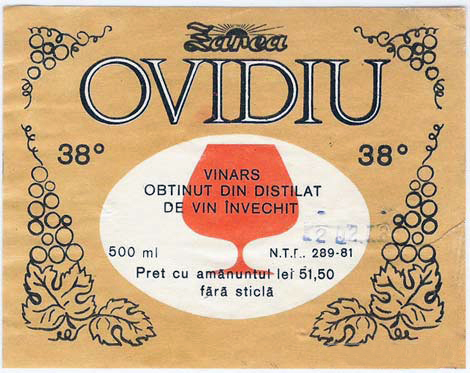 Zarea
OVIDIU
38° 38°
VINARS
OBTINUT DIN DISTILAT
DE VIN ÎNVECHIT
500 ml N.T.Γ.. 289-81
Preț cu amănuntul lei 51,50
fără sticlă